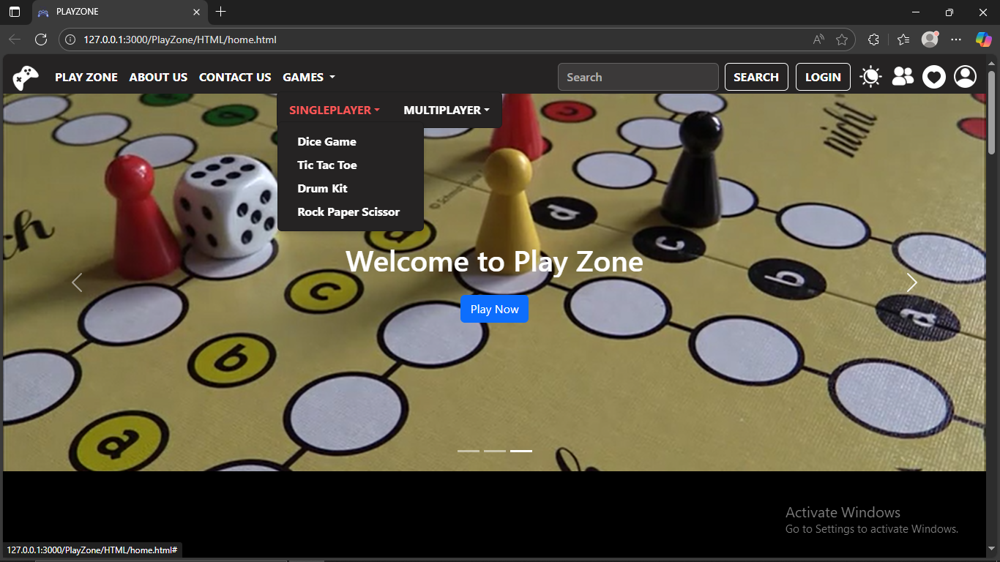 PLAYZONE
127.0.0.1:3000/PlayZone/HTML/home.html
PLAY ZONE ABOUT US CONTACT US GAMES Search SEARCH LOGIN
SINGLEPLAYER MULTIPLAYER
Dice Game
Tic Tac Toe
Drum Kit
Rock Paper Scissor
nicht
d
c
b
a
d
c
b
a
Welcome to Play Zone
Play Now
Activate Windows
Go to Settings to activate Windows.
127.0.0.1:3000/PlayZone/HTML/home.html#